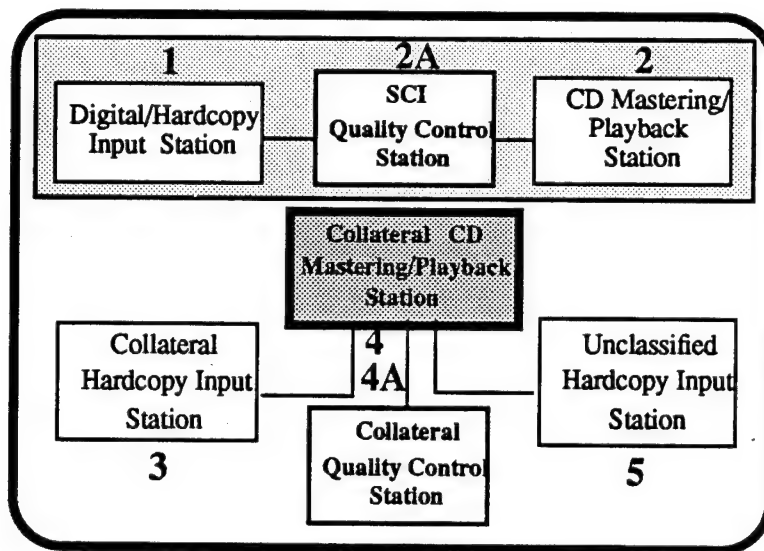 1
2A
2
Digital/Hardcopy
Input Station
SCI
Quality Control
Station
CD Mastering/
Playback
Station
Collateral CD
Mastering/Playback
Station
4
4A
Collateral
Hardcopy Input
Station
3
Collateral
Quality Control
Station
Unclassified
Hardcopy Input
Station
5